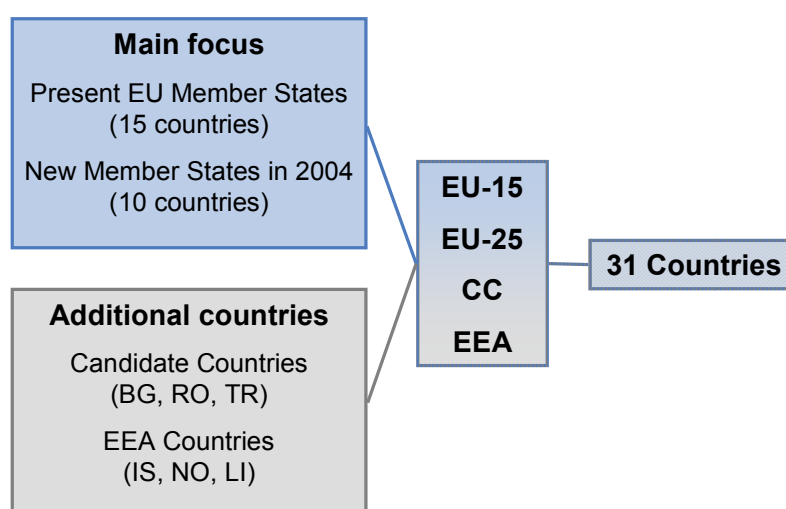 Main focus
Present EU Member States
(15 countries)
New Member States in 2004
(10 countries)
Additional countries
Candidate Countries
(BG, RO, TR)
EEA Countries
(IS, NO, LI)
EU-15
EU-25
CC
EEA
31 Countries